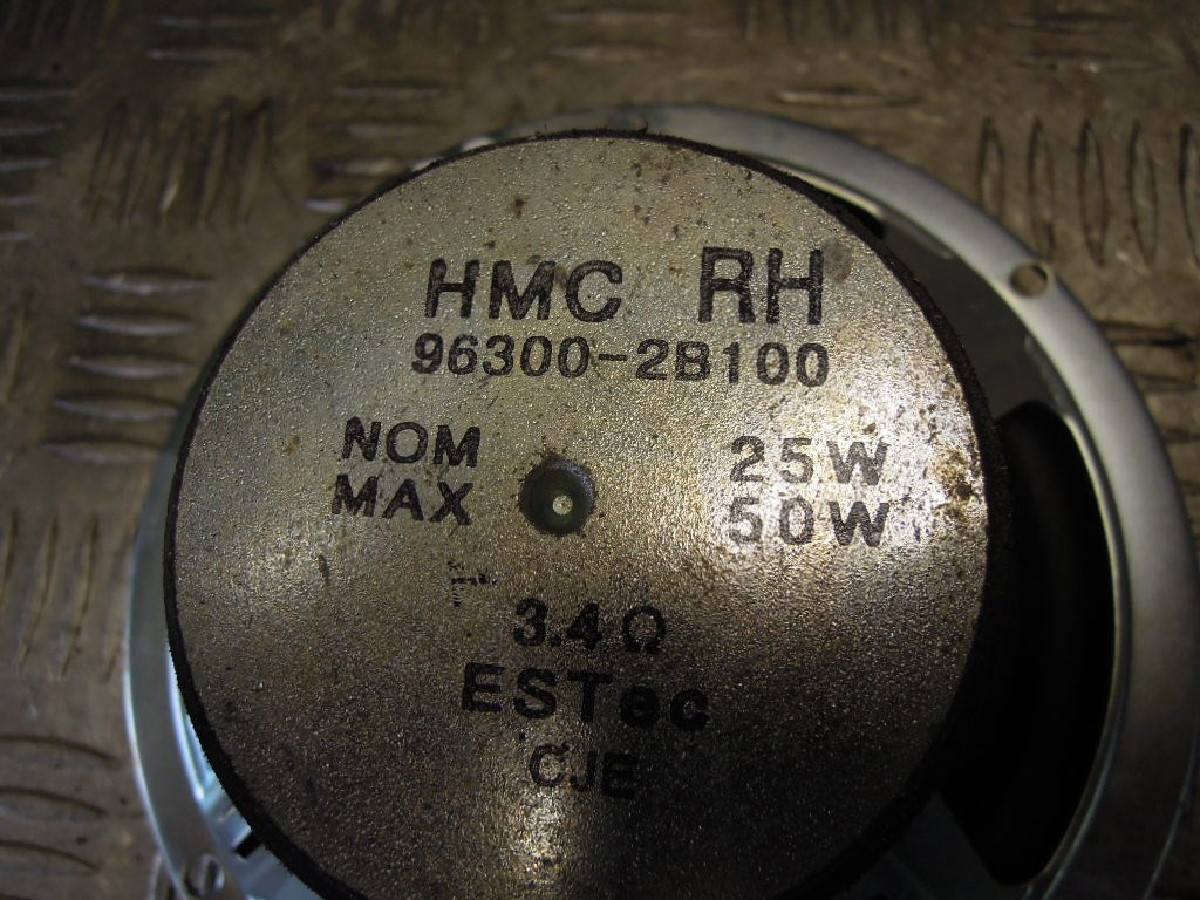 HMC RH
96300-2B100
NOM 25W
MAX 50W
3.4Ω
ESTec
CJE